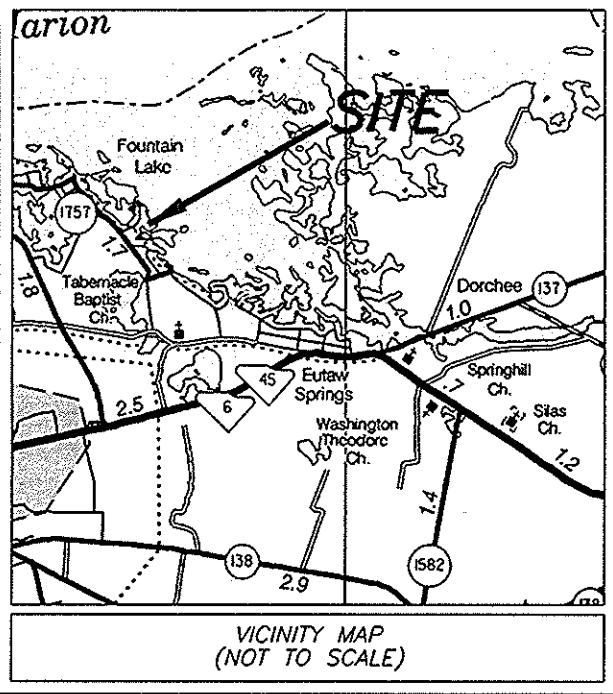 arion
SITE
Fountain
Lake
1757
1.7
1.8
Tabernacle
Baptist
Ch.
Dorchee
137
1.0
45
6
2.5
Eutaw
Springs
.7
Springhill
Ch.
Silas
Ch.
Washington
Theodore
Ch.
1.2
1.4
138
2.9
1582
VICINITY MAP
(NOT TO SCALE)